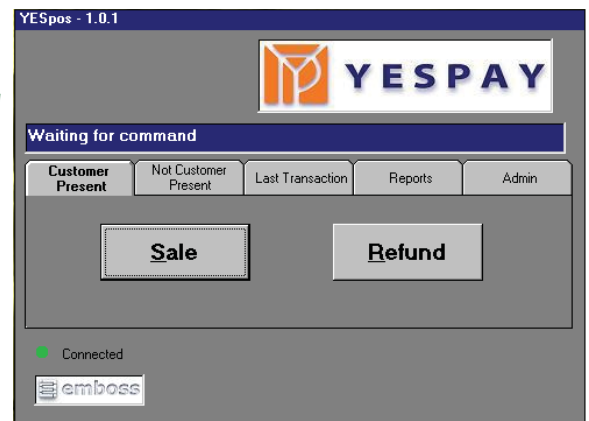 YESpos - 1.0.1
YESPAY
Waiting for command
Customer Present
Not Customer Present
Last Transaction
Reports
Admin
Sale
Refund
Connected
emboss